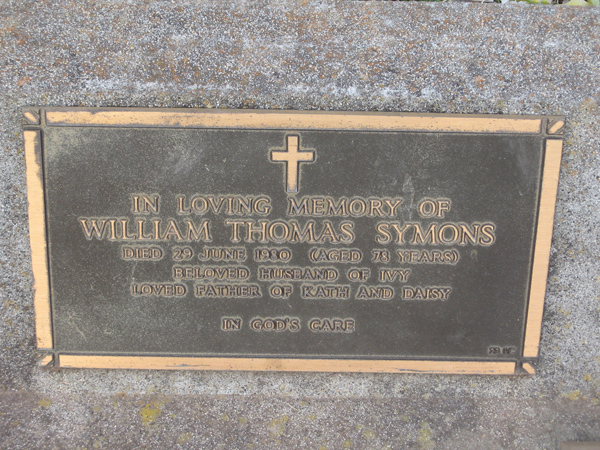 IN LOVING MEMORY OF
WILLIAM THOMAS SYMONS
DIED 29 JUNE 1980 (AGED 78 YEARS)
BELOVED HUSBAND OF IVY
LOVED FATHER OF KATH AND DAISY
IN GOD'S CARE